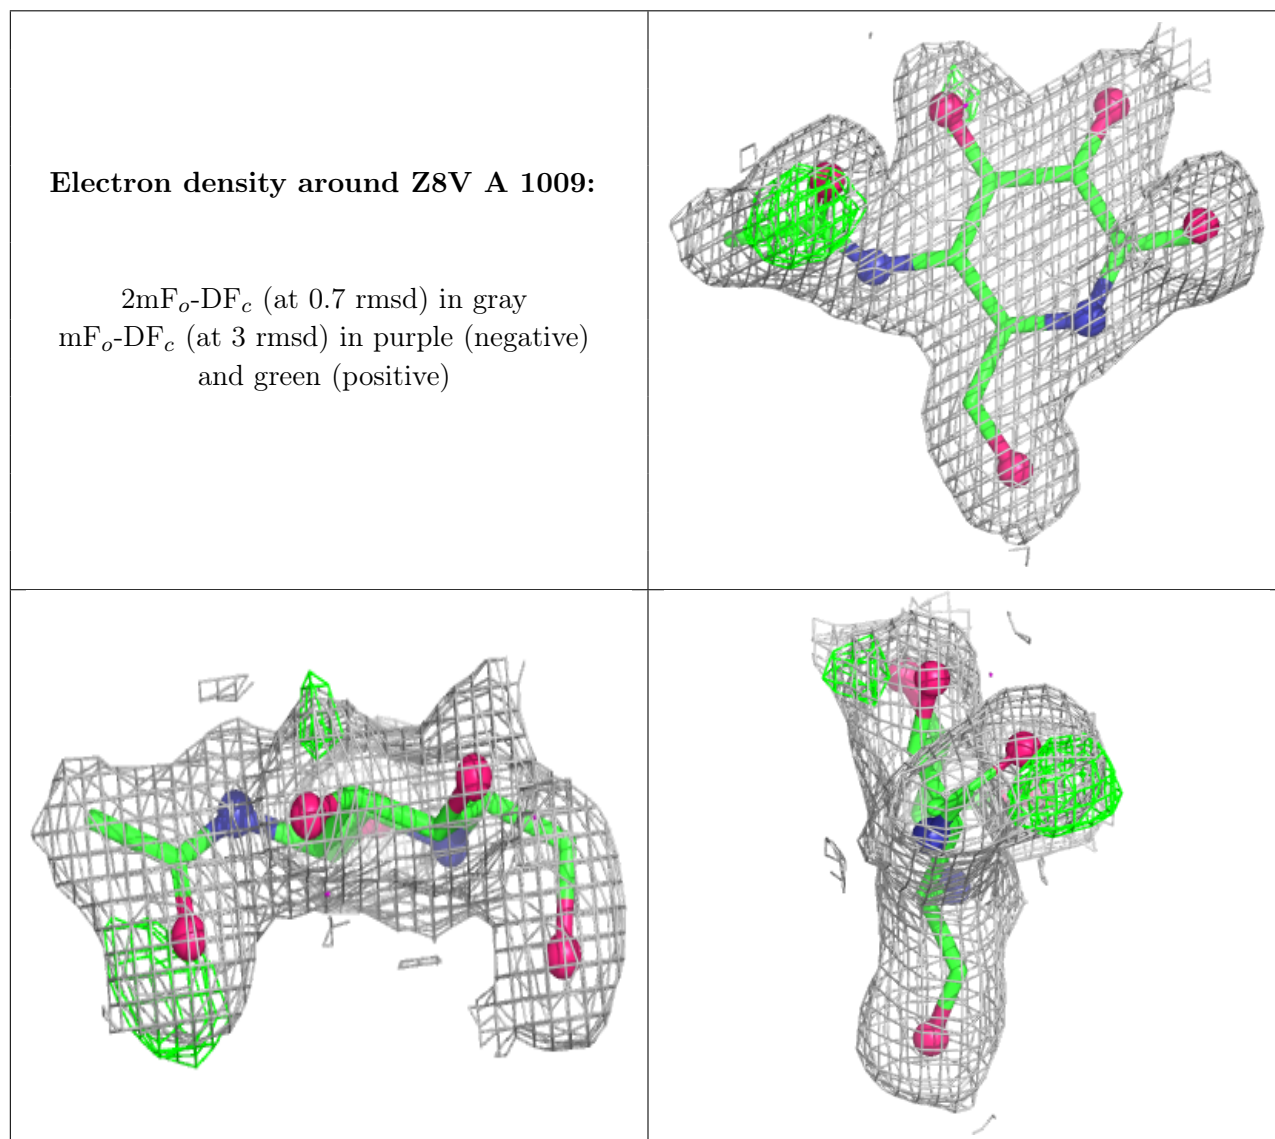 Electron density around Z8V A 1009:
2mFo-DFc (at 0.7 rmsd) in gray
mFo-DFc (at 3 rmsd) in purple (negative)
and green (positive)